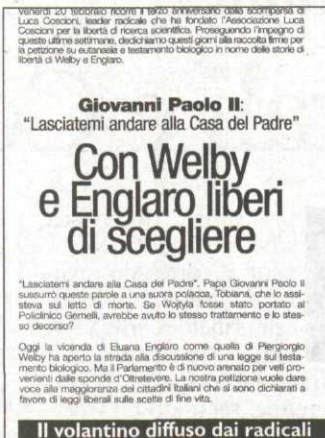 Venerdì 20 febbraio ricorre il terzo anniversario dalla scomparsa di
Luca Coscioni, leader radicale che ha fondato l'Associazione Luca
Coscioni per la libertà di ricerca scientifica. Proseguendo l'impegno di
queste ultime settimane, dedichiamo questi giorni alla raccolta firme per
la petizione su eutanasia e testamento biologico in nome delle storie di
libertà di Welby e Englaro.
Giovanni Paolo II:
"Lasciatemi andare alla Casa del Padre"
Con Welby
e Englaro liberi
di scegliere
"Lasciatemi andare alla Casa del Padre". Papa Giovanni Paolo II
sussurrò queste parole a una suora polacca, Tobiana, che lo assi-
steva sul letto di morte. Se Wojtyla fosse stato portato al
Policlinico Gemelli, avrebbe avuto lo stesso trattamento e lo stes-
so decorso?
Oggi la vicenda di Eluana Englaro come quella di Piergiorgio
Welby ha aperto la strada alla discussione di una legge sul testa-
mento biologico. Ma il Parlamento è di nuovo arenato per veti pro-
venienti dalle sponde d'Oltretevere. La nostra petizione vuole dare
voce alla maggioranza dei cittadini italiani che si sono dichiarati a
favore di leggi liberali sulle scelte di fine vita.
Il volantino diffuso dai radicali